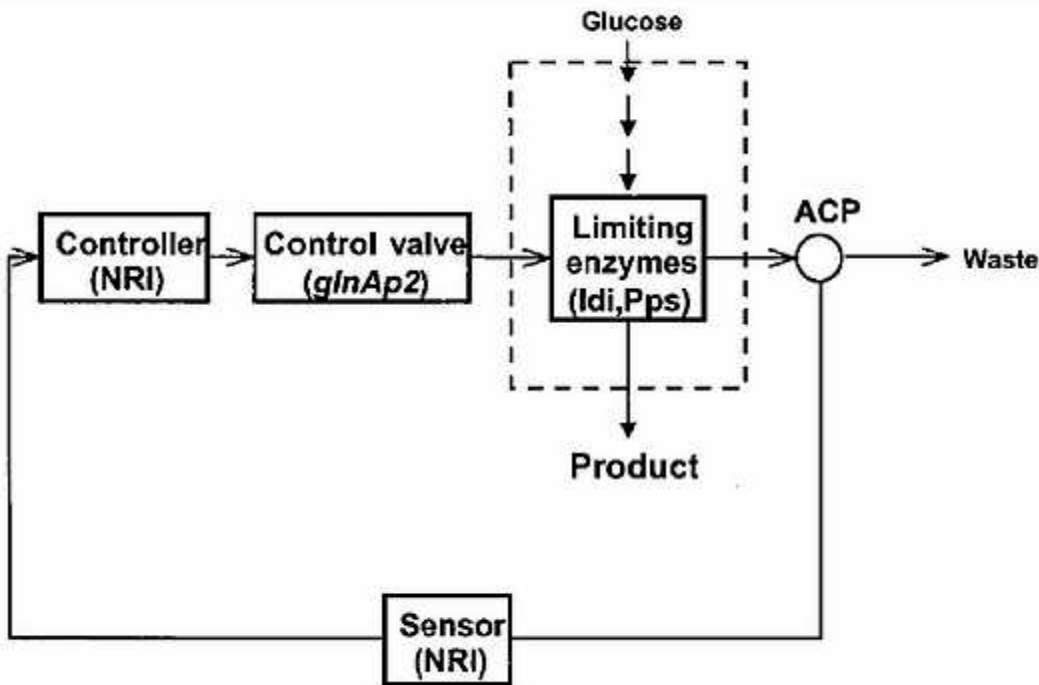 Glucose
ACP
Controller
(NRI)
Control valve
(glnAp2)
Limiting
enzymes
(Idi,Pps)
Waste
Product
Sensor
(NRI)